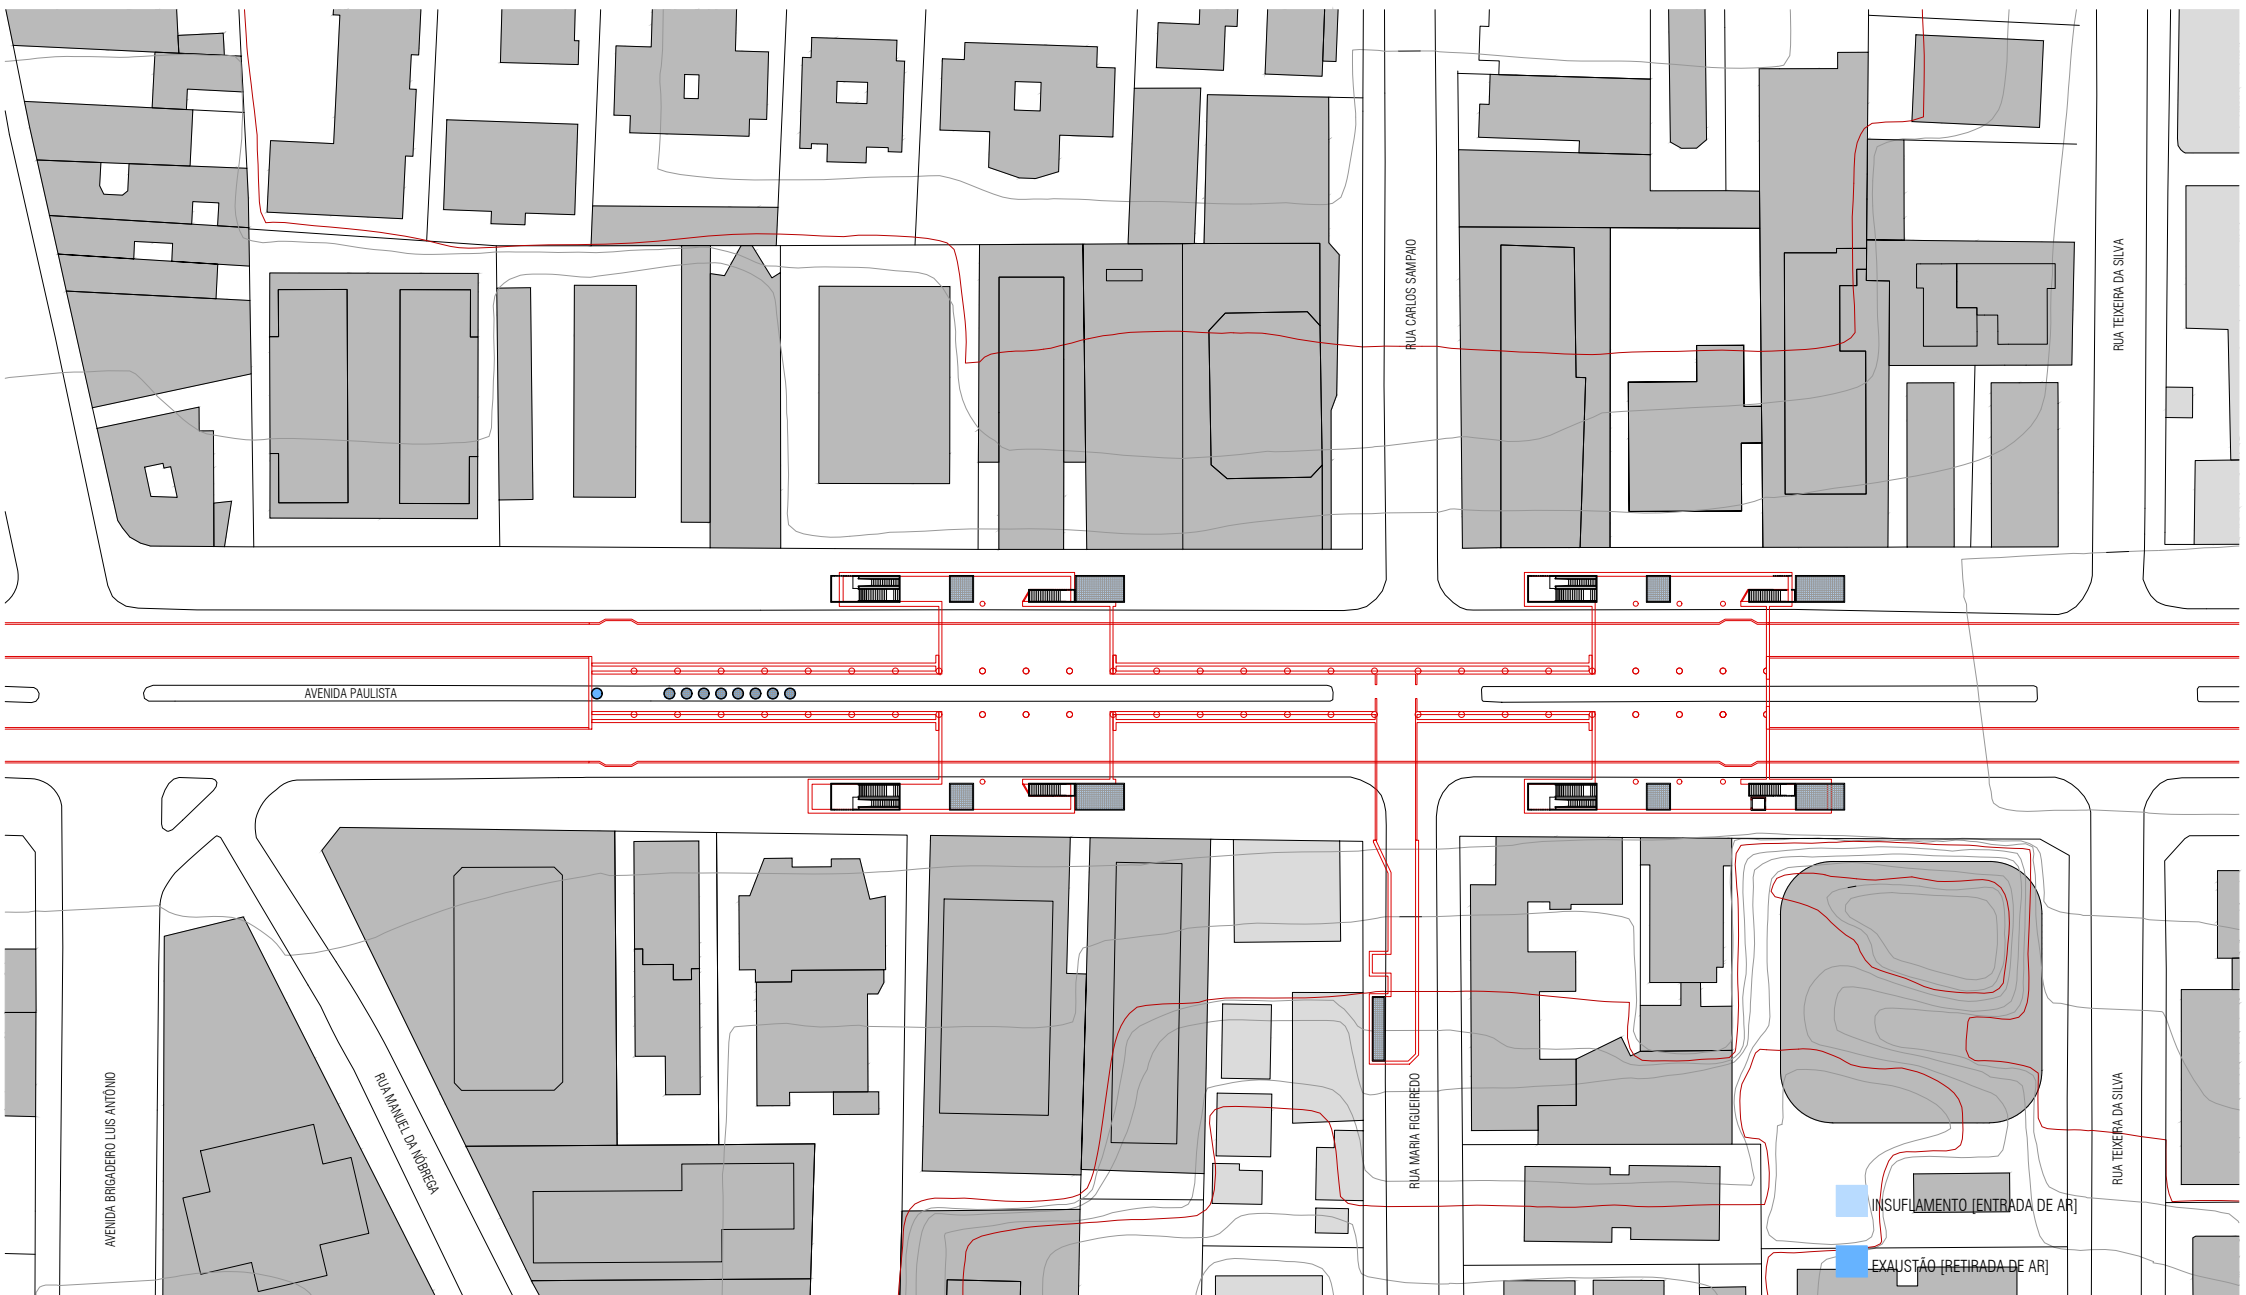 RUA CARLOS SAMPAIO
RUA TEIXEIRA DA SILVA
AVENIDA PAULISTA
AVENIDA BRIGADEIRO LUIS ANTÔNIO
RUA MANUEL DA NÓBREGA
RUA MARIA FIGUEIREDO
RUA TEIXEIRA DA SILVA
INSUFLAMENTO [ENTRADA DE AR]
EXAUSTÃO [RETIRADA DE AR]